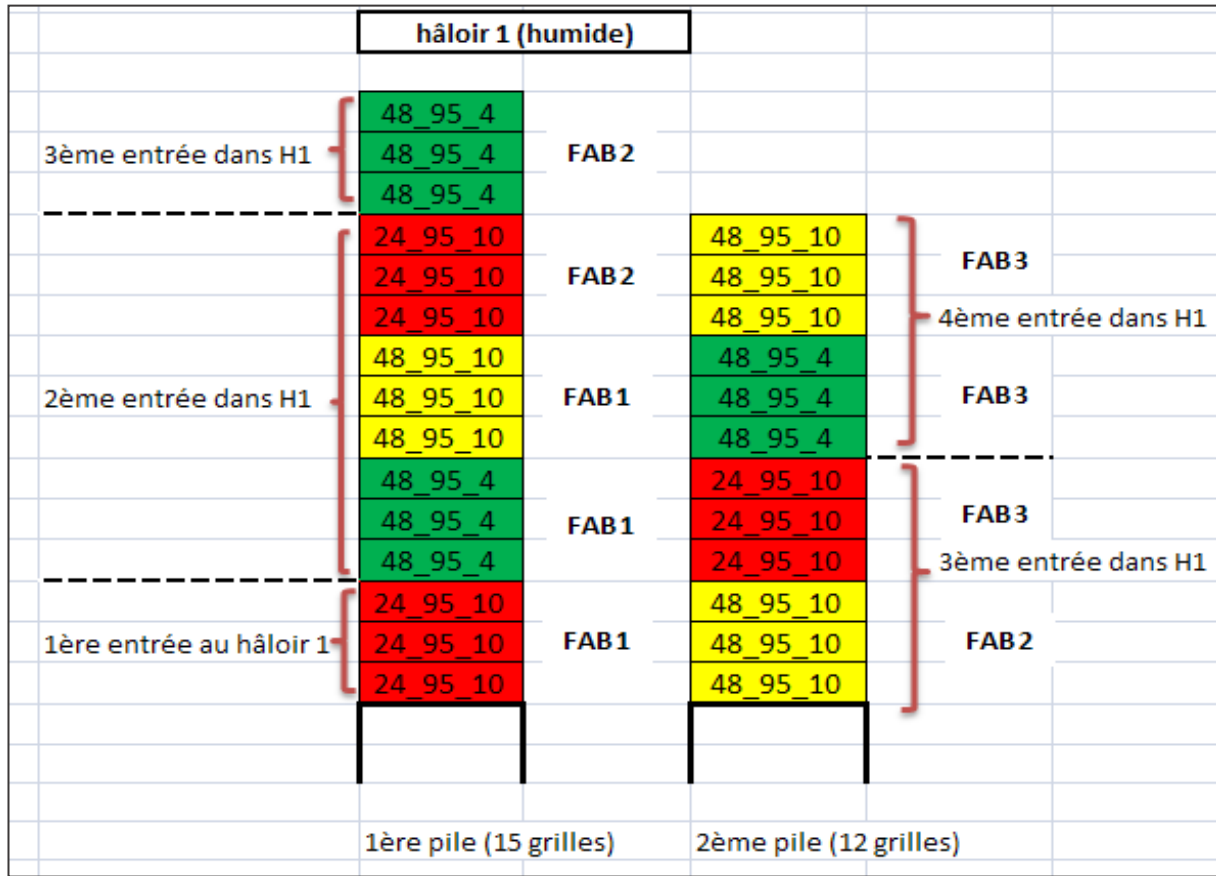 hâloir 1 (humide)
48_95_4
3ème entrée dans H1 48_95_4 FAB2
48_95_4
24_95_10 48_95_10
24_95_10 FAB2 48_95_10 FAB3
24_95_10 48_95_10 4ème entrée dans H1
48_95_10 48_95_4
2ème entrée dans H1 48_95_10 FAB1 48_95_4 FAB3
48_95_10 48_95_4
48_95_4 24_95_10
48_95_4 FAB1 24_95_10 FAB3
48_95_4 24_95_10 3ème entrée dans H1
24_95_10 48_95_10
1ère entrée au hâloir 1 24_95_10 FAB1 48_95_10 FAB2
24_95_10 48_95_10
1ère pile (15 grilles) 2ème pile (12 grilles)